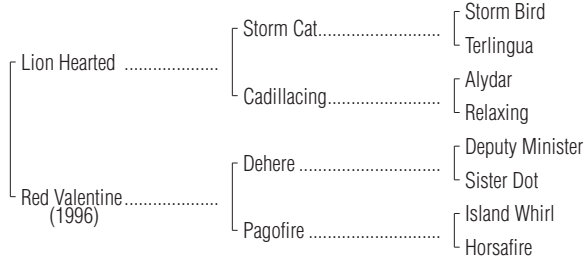 Storm Bird
Storm Cat..............................
Terlingua
Lion Hearted .......................
Alydar
Cadillacing............................
Relaxing
Deputy Minister
Dehere ..................................
Sister Dot
Red Valentine.......................
(1996)
Island Whirl
Pagofire ................................
Horsafire